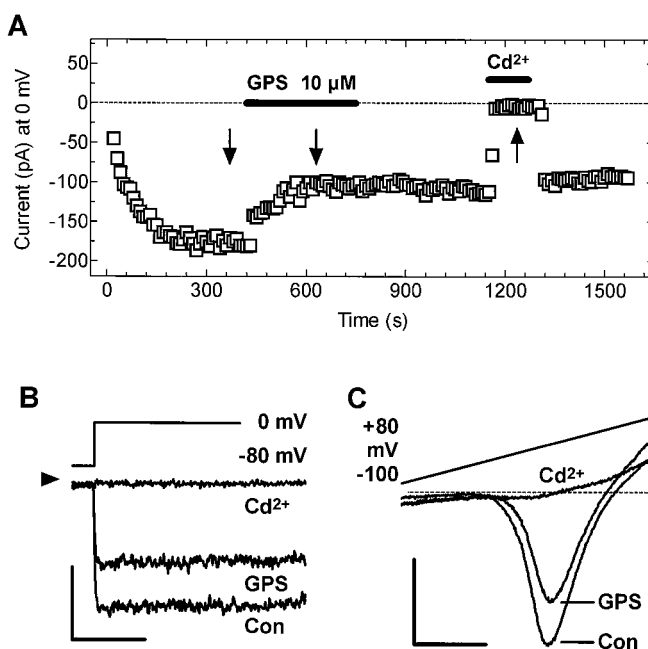 A
Current (pA) at 0 mV
50
0
-50
-100
-150
-200
GPS 10 µM
Cd²⁺
0
300
600
900
1200
1500
Time (s)
B
0 mV
-80 mV
Cd²⁺
GPS
Con
C
+80
mV
-100
Cd²⁺
GPS
Con